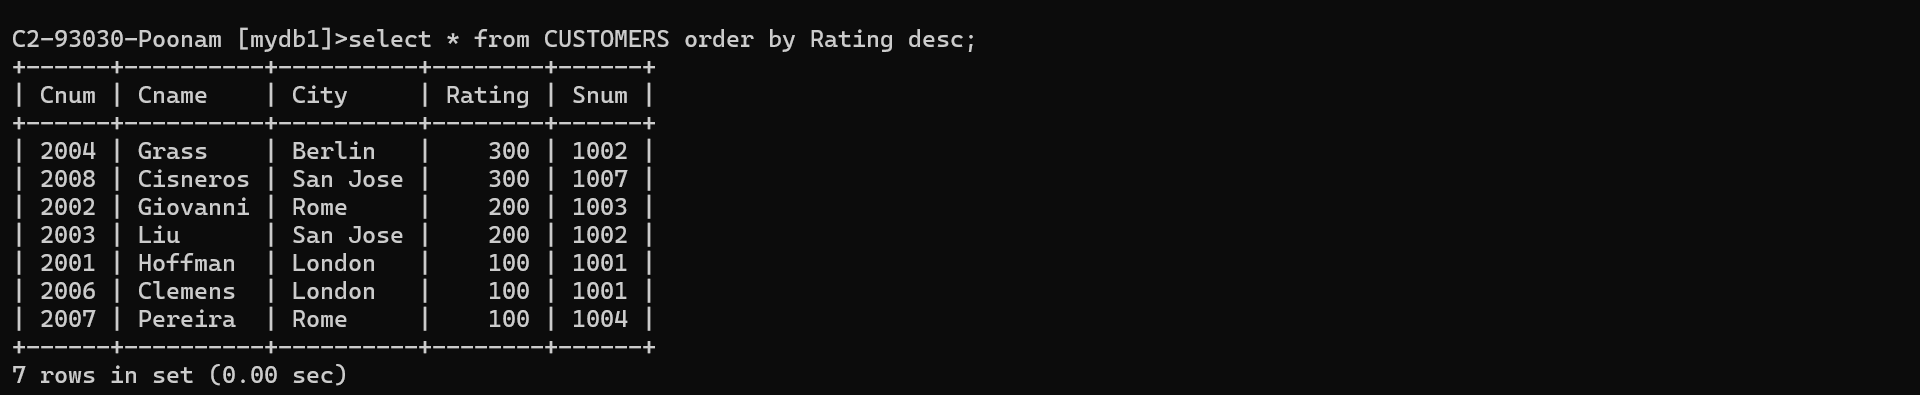 C2-93030-Poonam [mydb1]>select * from CUSTOMERS order by Rating desc;
+------+----------+----------+--------+------+
| Cnum | Cname    | City     | Rating | Snum |
+------+----------+----------+--------+------+
| 2004 | Grass    | Berlin   |    300 | 1002 |
| 2008 | Cisneros | San Jose |    300 | 1007 |
| 2002 | Giovanni | Rome     |    200 | 1003 |
| 2003 | Liu      | San Jose |    200 | 1002 |
| 2001 | Hoffman  | London   |    100 | 1001 |
| 2006 | Clemens  | London   |    100 | 1001 |
| 2007 | Pereira  | Rome     |    100 | 1004 |
+------+----------+----------+--------+------+
7 rows in set (0.00 sec)